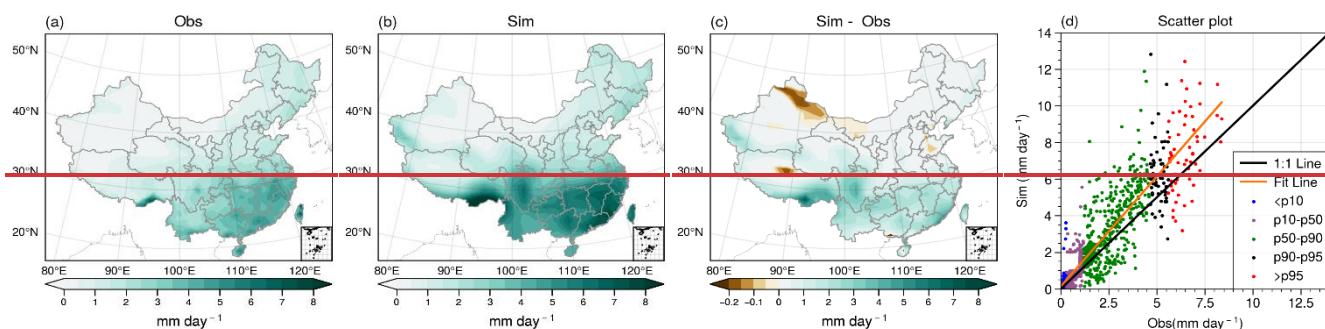 (a) Obs
50°N
40°N
30°N
20°N
80°E 90°E 100°E 110°E 120°E
0 1 2 3 4 5 6 7 8
mm day⁻¹
(b) Sim
50°N
40°N
30°N
20°N
80°E 90°E 100°E 110°E 120°E
0 1 2 3 4 5 6 7 8
mm day⁻¹
(c) Sim - Obs
50°N
40°N
30°N
20°N
80°E 90°E 100°E 110°E 120°E
-0.2 -0.1 0 1 2 3 4 5 6 7 8
mm day⁻¹
(d) Scatter plot
14
12
10
8
6
4
2
0
Sim (mm day⁻¹)
1:1 Line
Fit Line
<p10
p10-p50
p50-p90
p90-p95
>p95
0.0 2.5 5.0 7.5 10.0 12.5
Obs(mm day⁻¹)